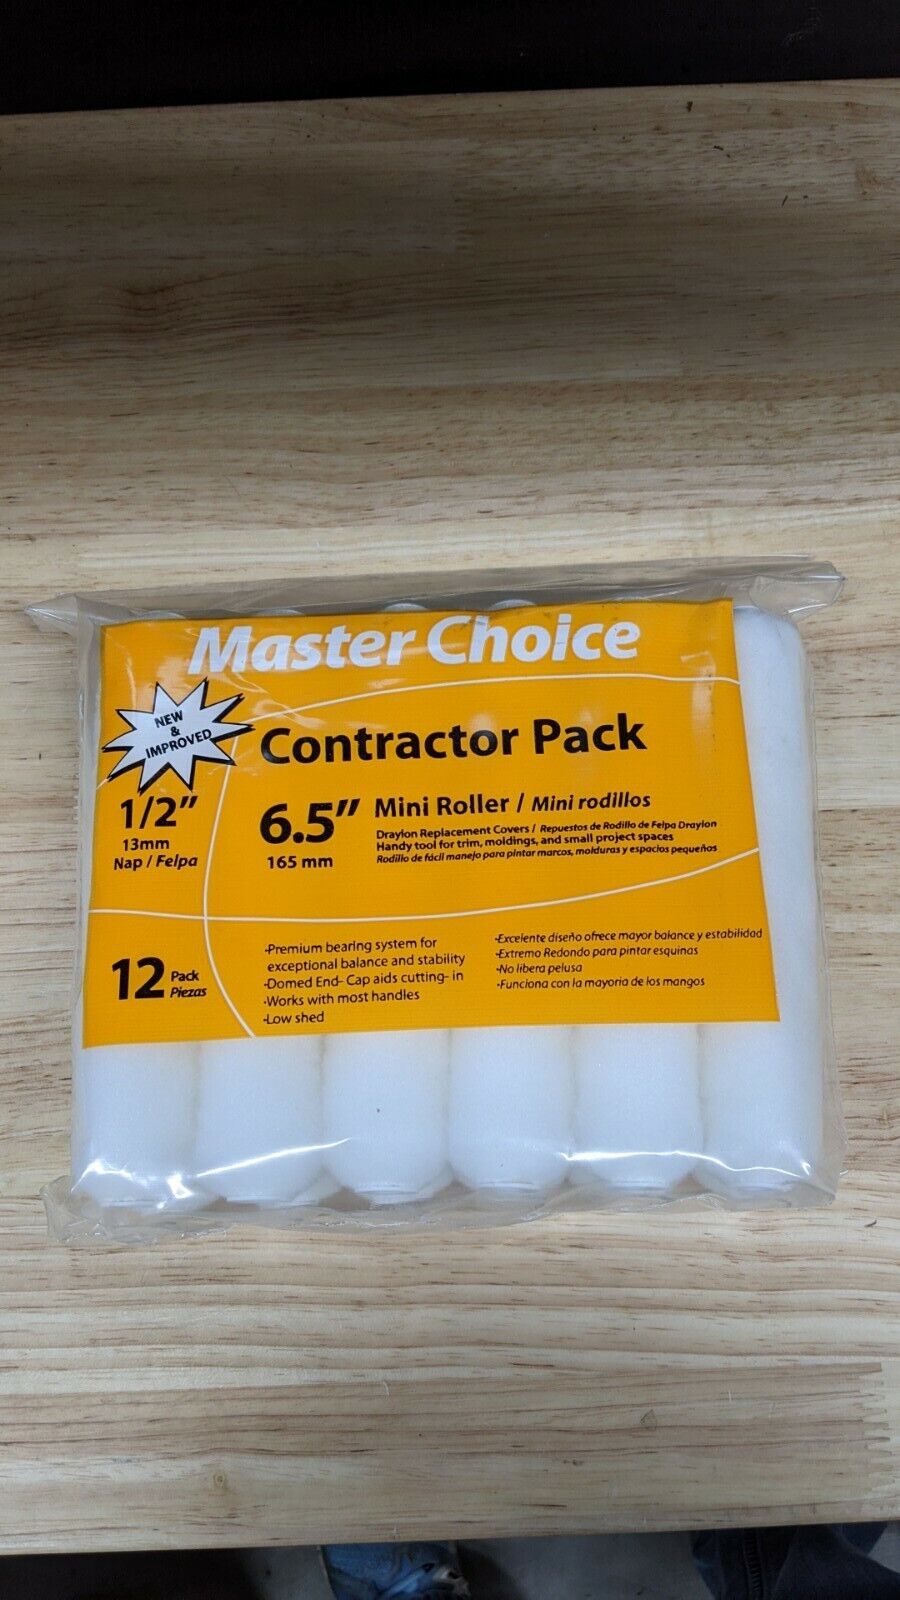 Master Choice
NEW
&
IMPROVED
Contractor Pack
1/2"
13mm
Nap / Felpa
6.5"
165 mm
Mini Roller / Mini rodillos
Draylon Replacement Covers / Repuestos de Rodillo de Felpa Draylon
Handy tool for trim, moldings, and small project spaces
Rodillo de fácil manejo para pintar marcos, molduras y espacios pequeños
12 Pack
Piezas
•Premium bearing system for
exceptional balance and stability
•Domed End- Cap aids cutting- in
•Works with most handles
•Low shed
•Excelente diseño ofrece mayor balance y estabilidad
•Extremo Redondo para pintar esquinas
•No libera pelusa
•Funciona con la mayoria de los mangos